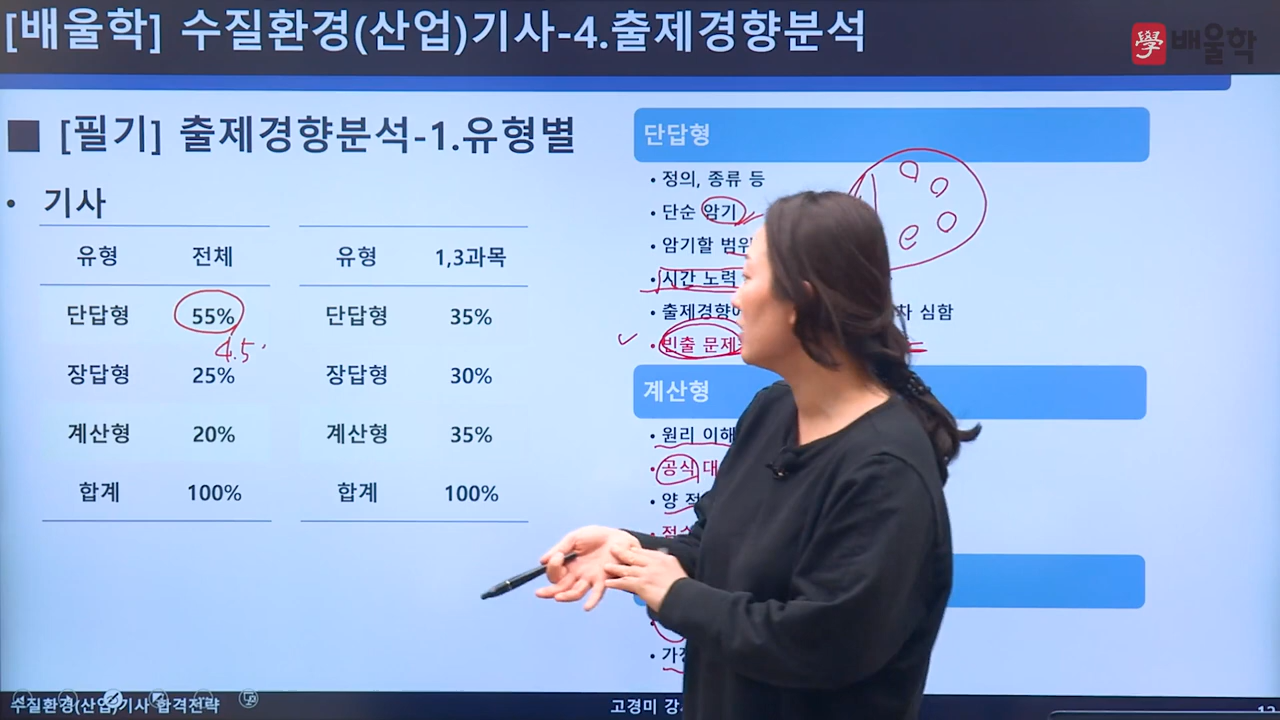 [배울학] 수질환경(산업)기사-4.출제경향분석
學 배울학
■ [필기] 출제경향분석-1.유형별
• 기사
유형 전체
단답형 55%
4.5
장답형 25%
계산형 20%
합계 100%
유형 1,3과목
단답형 35%
장답형 30%
계산형 35%
합계 100%
단답형
• 정의, 종류 등
• 단순 암기
• 암기할 범위
• 시간 노력
• 출제경향 심함
• 빈출 문제
계산형
• 원리 이해
• 공식 대
• 양 적
수질환경(산업)기사 합격전략
고경미 강